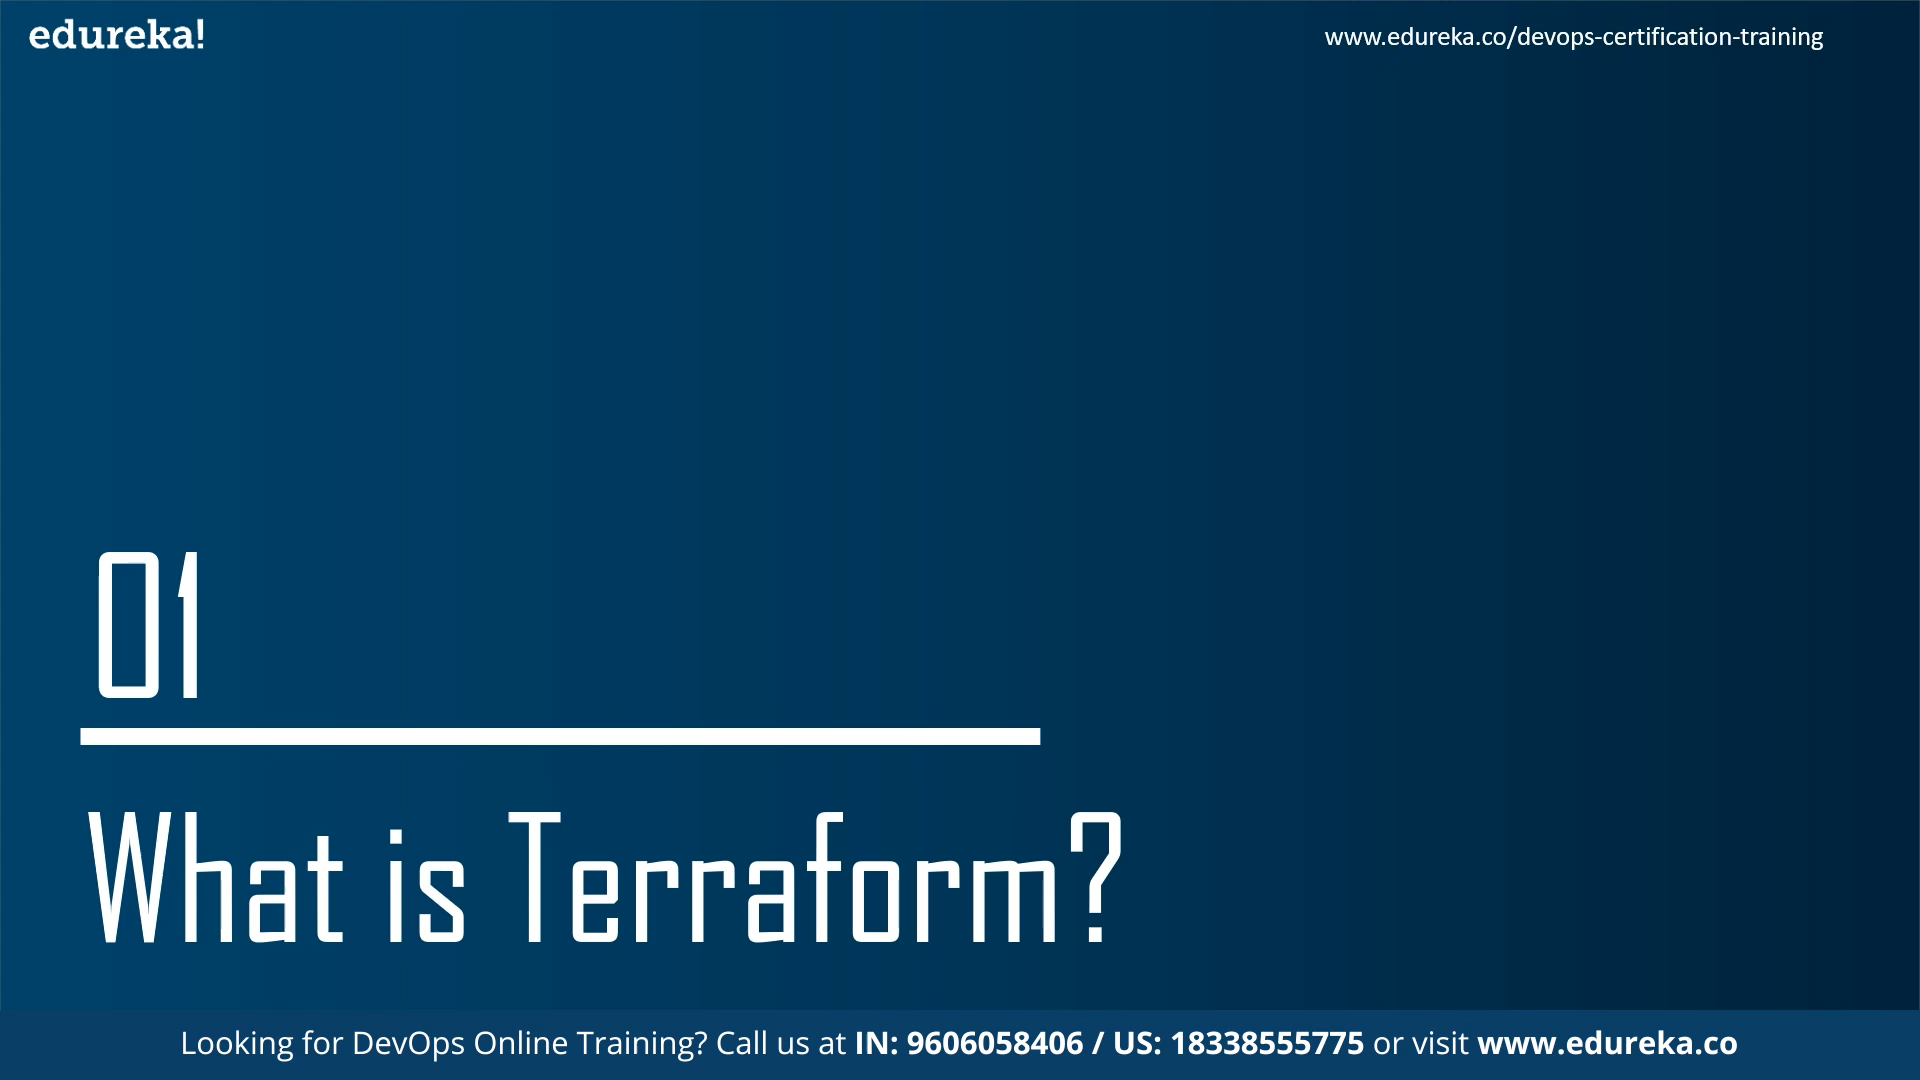 edureka!
www.edureka.co/devops-certification-training
01
What is Terraform?
Looking for DevOps Online Training? Call us at IN: 9606058406 / US: 18338555775 or visit www.edureka.co